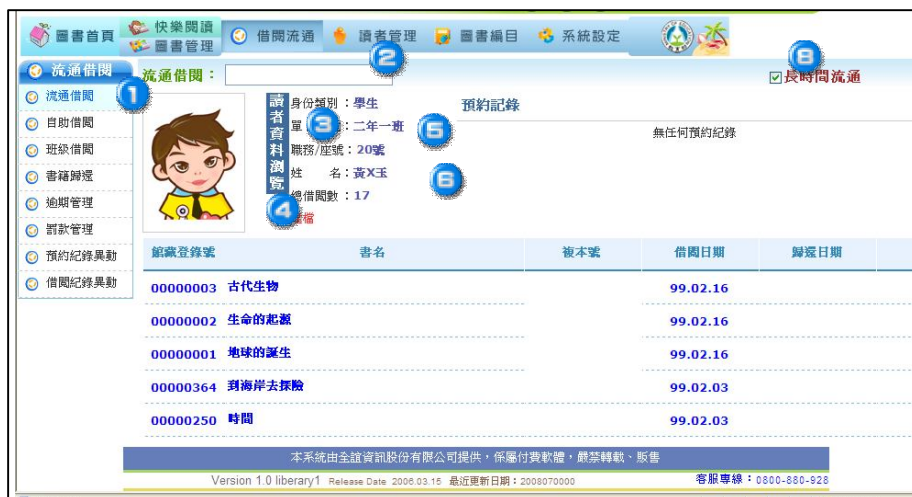 圖書首頁 快樂閱讀 圖書管理 借閱流通 讀者管理 圖書編目 系統設定
流通借閱
流通借閱
自助借閱
班級借閱
書籍歸還
逾期管理
罰款管理
預約紀錄異動
借閱紀錄異動
1
流通借閱：
2
8
長時間流通
讀者資料瀏覽
身份類別：學生
3
單 ：二年一班
5
職務/座號：20號
姓 名：黃X玉
6
總借閱數：17
4
檔
預約記錄
無任何預約紀錄
館藏登錄號 書名 複本號 借閱日期 歸還日期
00000003 古代生物 99.02.16
00000002 生命的起源 99.02.16
00000001 地球的誕生 99.02.16
00000364 到海岸去探險 99.02.03
00000250 時間 99.02.03
本系統由全誼資訊股份有限公司提供，係屬付費軟體，嚴禁轉載、販售
Version 1.0 liberary1 Release Date 2006.03.15 最近更新日期：2008070000 客服專線：0800-880-928